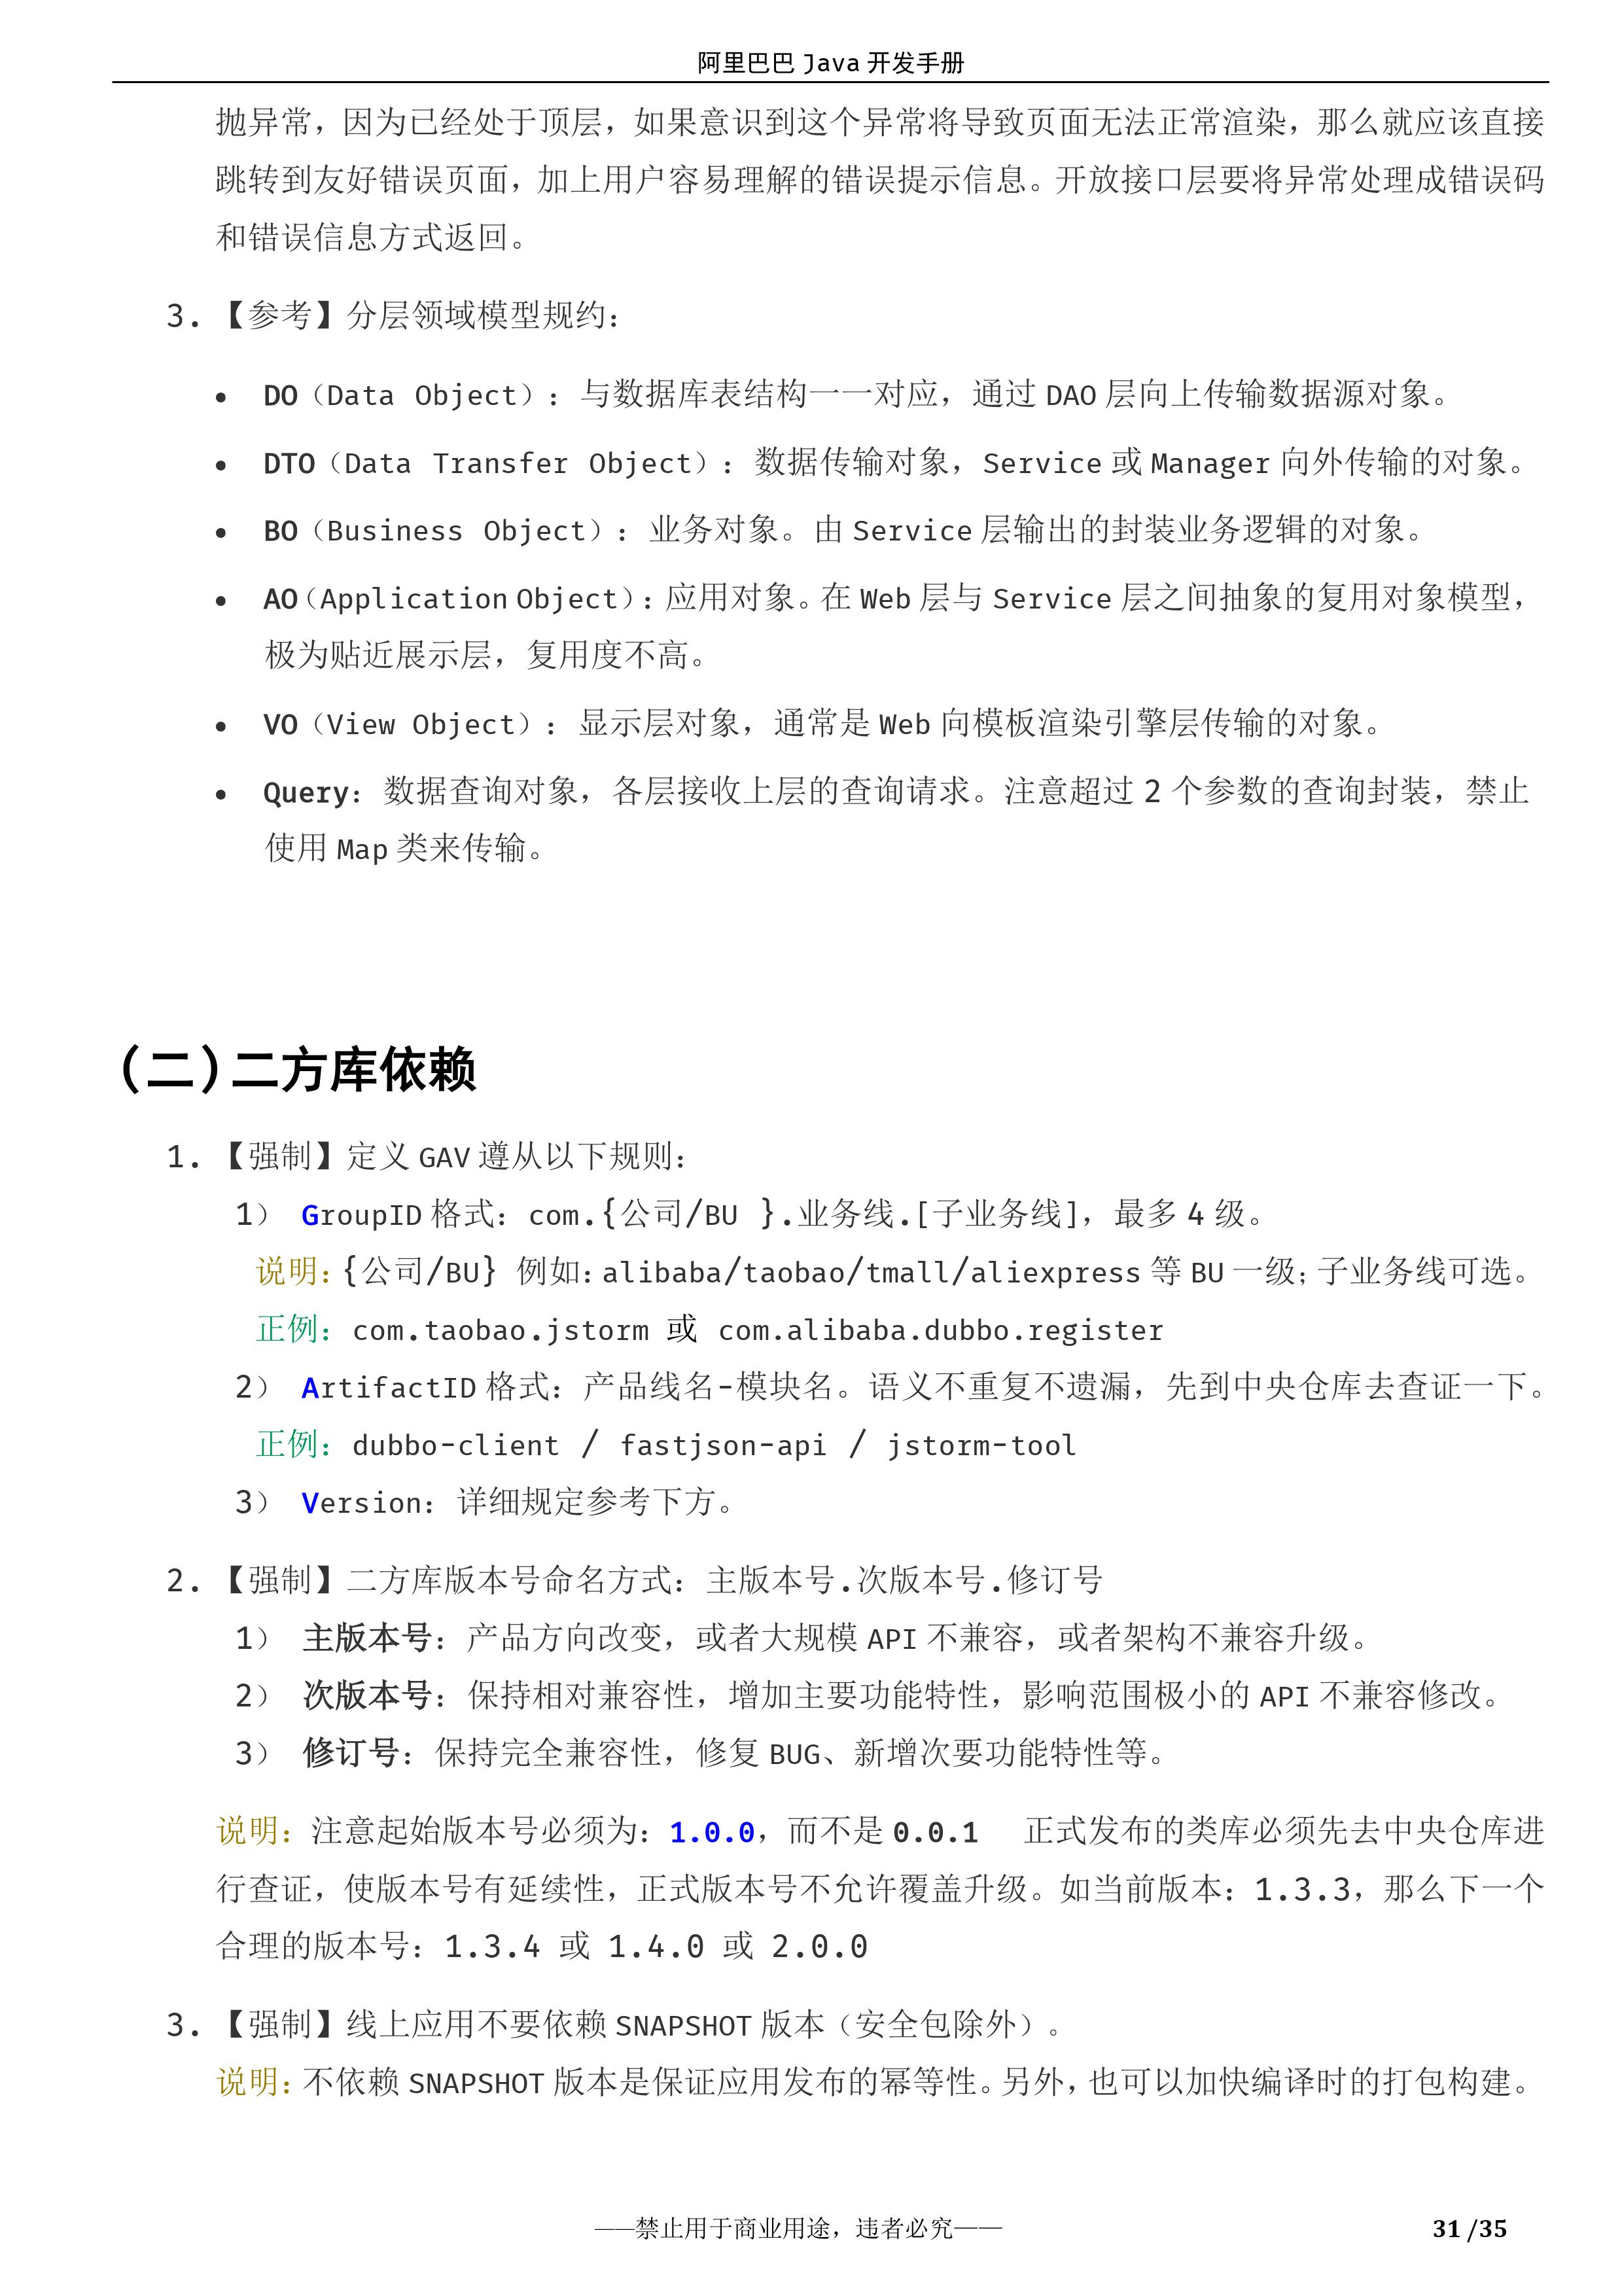 阿里巴巴 Java 开发手册
抛异常，因为已经处于顶层，如果意识到这个异常将导致页面无法正常渲染，那么就应该直接
跳转到友好错误页面，加上用户容易理解的错误提示信息。开放接口层要将异常处理成错误码
和错误信息方式返回。
3. 【参考】分层领域模型规约：
● DO（Data Object）：与数据库表结构一一对应，通过 DAO 层向上传输数据源对象。
● DTO（Data Transfer Object）：数据传输对象，Service 或 Manager 向外传输的对象。
● BO（Business Object）：业务对象。由 Service 层输出的封装业务逻辑的对象。
● AO（Application Object）：应用对象。在 Web 层与 Service 层之间抽象的复用对象模型，
极为贴近展示层，复用度不高。
● VO（View Object）：显示层对象，通常是 Web 向模板渲染引擎层传输的对象。
● Query：数据查询对象，各层接收上层的查询请求。注意超过 2 个参数的查询封装，禁止
使用 Map 类来传输。
(二)二方库依赖
1. 【强制】定义 GAV 遵从以下规则：
1） GroupID 格式：com.{公司/BU }.业务线.[子业务线]，最多 4 级。
说明：{公司/BU} 例如：alibaba/taobao/tmall/aliexpress 等 BU 一级；子业务线可选。
正例：com.taobao.jstorm 或 com.alibaba.dubbo.register
2） ArtifactID 格式：产品线名-模块名。语义不重复不遗漏，先到中央仓库去查证一下。
正例：dubbo-client / fastjson-api / jstorm-tool
3） Version：详细规定参考下方。
2. 【强制】二方库版本号命名方式：主版本号.次版本号.修订号
1） 主版本号：产品方向改变，或者大规模 API 不兼容，或者架构不兼容升级。
2） 次版本号：保持相对兼容性，增加主要功能特性，影响范围极小的 API 不兼容修改。
3） 修订号：保持完全兼容性，修复 BUG、新增次要功能特性等。
说明：注意起始版本号必须为：1.0.0，而不是 0.0.1 正式发布的类库必须先去中央仓库进
行查证，使版本号有延续性，正式版本号不允许覆盖升级。如当前版本：1.3.3，那么下一个
合理的版本号：1.3.4 或 1.4.0 或 2.0.0
3. 【强制】线上应用不要依赖 SNAPSHOT 版本（安全包除外）。
说明：不依赖 SNAPSHOT 版本是保证应用发布的幂等性。另外，也可以加快编译时的打包构建。
——禁止用于商业用途，违者必究——
31 /35